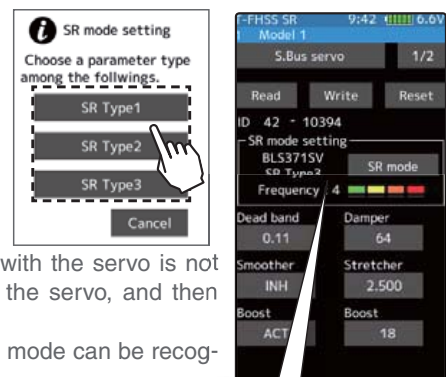 SR mode setting
Choose a parameter type
among the follwings.
SR Type1
SR Type2
SR Type3
Cancel
with the servo is not
the servo, and then
mode can be recog-
T-FHSS SR 9:42 6.6V
1 Model 1
S.Bus servo 1/2
Read Write Reset
ID 42 - 10394
SR mode setting
BLS371SV
SR Type3
SR mode
Frequency 4
Dead band Damper
0.11 64
Smoother Stretcher
INH 2.500
Boost Boost
ACT 18